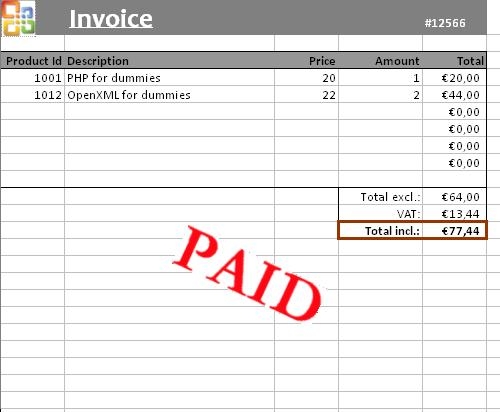 Invoice #12566
Product Id Description Price Amount Total
1001 PHP for dummies 20 1 €20,00
1012 OpenXML for dummies 22 2 €44,00
€0,00
€0,00
€0,00
€0,00
Total excl.: €64,00
VAT: €13,44
Total incl.: €77,44
PAID